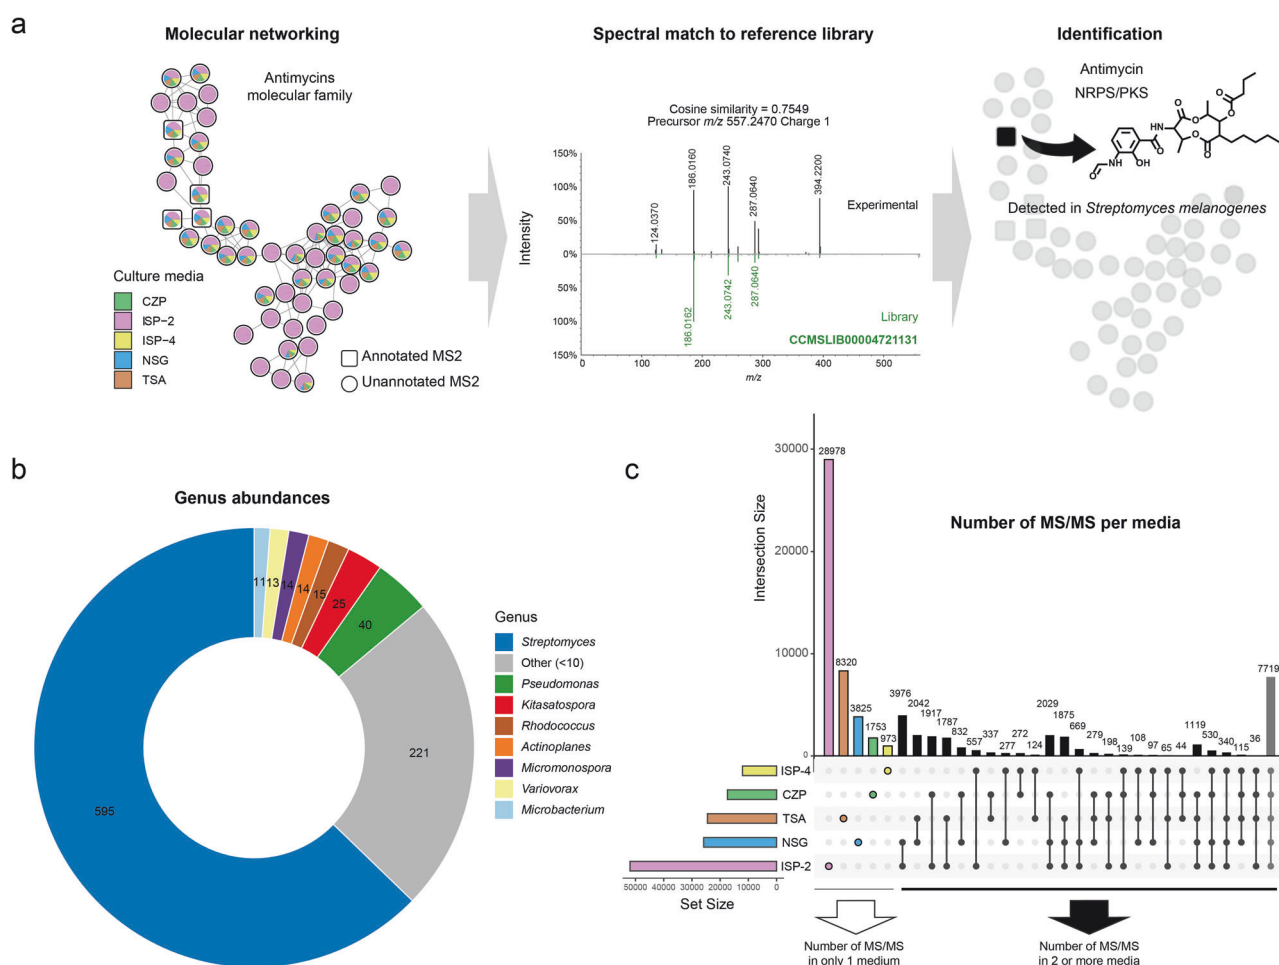 a
Molecular networking
Antimycins
molecular family
Culture media
CZP
ISP-2
ISP-4
NSG
TSA
Annotated MS2
Unannotated MS2
Spectral match to reference library
Cosine similarity = 0.7549
Precursor m/z 557.2470 Charge 1
Intensity
150%
100%
50%
0%
50%
100%
150%
124.0370
186.0160
243.0740
287.0640
394.2200
Experimental
186.0162
243.0742
287.0640
Library
CCMSLIB00004721131
0 100 200 300 400 500
m/z
Identification
Antimycin
NRPS/PKS
O
O
O
O
HN
O
O
O
O
NH
OH
O
Detected in Streptomyces melanogenes
b
Genus abundances
11 13 14 14 15 25 40
221
595
Genus
Streptomyces
Other (<10)
Pseudomonas
Kitasatospora
Rhodococcus
Actinoplanes
Micromonospora
Variovorax
Microbacterium
c
Number of MS/MS per media
Intersection Size
30000
20000
10000
0
28978
8320
3825
1753
973
3976
2042
1917
1787
832
557
337
277
272
124
2029
1875
669
279
198
139
108
97
65
44
1119
530
340
115
36
7719
ISP-4
CZP
TSA
NSG
ISP-2
50000 40000 30000 20000 10000 0
Set Size
Number of MS/MS
in only 1 medium
Number of MS/MS
in 2 or more media